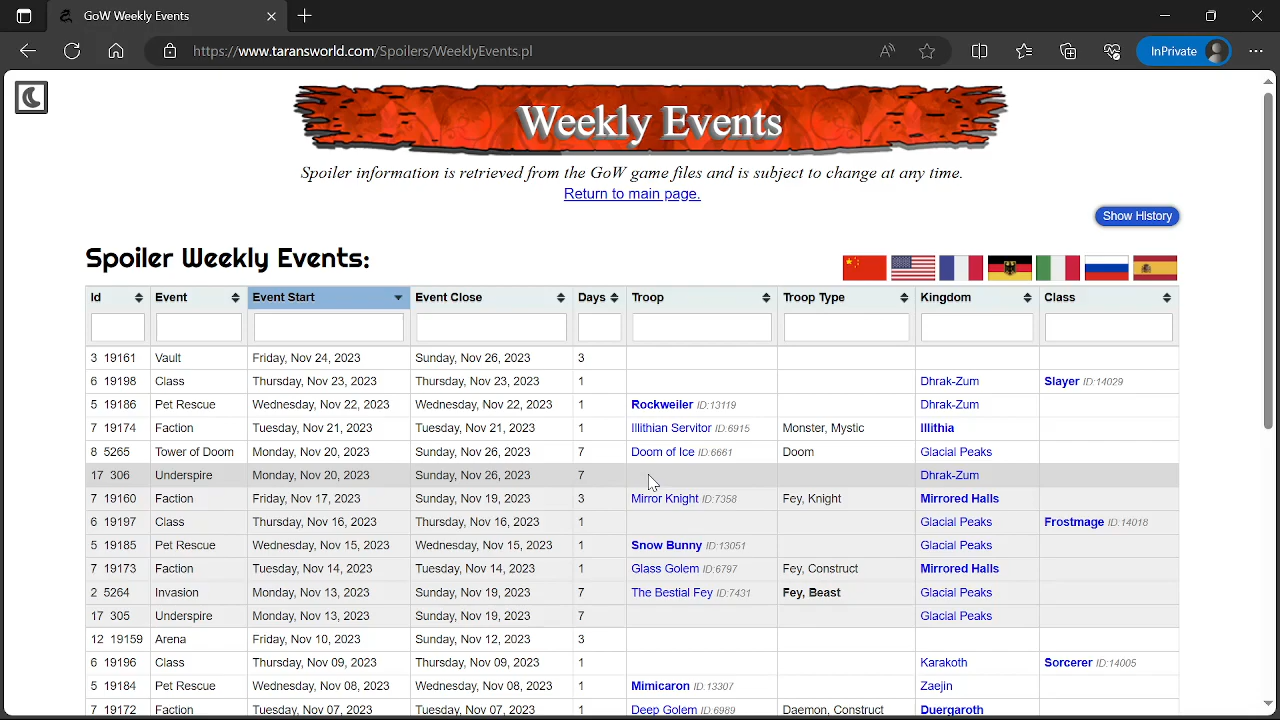 GoW Weekly Events
https://www.taransworld.com/Spoilers/WeeklyEvents.pl
InPrivate
Weekly Events
Spoiler information is retrieved from the GoW game files and is subject to change at any time.
Return to main page.
Show History
Spoiler Weekly Events:
Id Event Event Start Event Close Days Troop Troop Type Kingdom Class
3 19161 Vault Friday, Nov 24, 2023 Sunday, Nov 26, 2023 3
6 19198 Class Thursday, Nov 23, 2023 Thursday, Nov 23, 2023 1 Dhrak-Zum Slayer ID:14029
5 19186 Pet Rescue Wednesday, Nov 22, 2023 Wednesday, Nov 22, 2023 1 Rockweiler ID:13119 Dhrak-Zum
7 19174 Faction Tuesday, Nov 21, 2023 Tuesday, Nov 21, 2023 1 Illithian Servitor ID:6915 Monster, Mystic Illithia
8 5265 Tower of Doom Monday, Nov 20, 2023 Sunday, Nov 26, 2023 7 Doom of Ice ID:6661 Doom Glacial Peaks
17 306 Underspire Monday, Nov 20, 2023 Sunday, Nov 26, 2023 7 Dhrak-Zum
7 19160 Faction Friday, Nov 17, 2023 Sunday, Nov 19, 2023 3 Mirror Knight ID:7358 Fey, Knight Mirrored Halls
6 19197 Class Thursday, Nov 16, 2023 Thursday, Nov 16, 2023 1 Glacial Peaks Frostmage ID:14018
5 19185 Pet Rescue Wednesday, Nov 15, 2023 Wednesday, Nov 15, 2023 1 Snow Bunny ID:13051 Glacial Peaks
7 19173 Faction Tuesday, Nov 14, 2023 Tuesday, Nov 14, 2023 1 Glass Golem ID:6797 Fey, Construct Mirrored Halls
2 5264 Invasion Monday, Nov 13, 2023 Sunday, Nov 19, 2023 7 The Bestial Fey ID:7431 Fey, Beast Glacial Peaks
17 305 Underspire Monday, Nov 13, 2023 Sunday, Nov 19, 2023 7 Glacial Peaks
12 19159 Arena Friday, Nov 10, 2023 Sunday, Nov 12, 2023 3
6 19196 Class Thursday, Nov 09, 2023 Thursday, Nov 09, 2023 1 Karakoth Sorcerer ID:14005
5 19184 Pet Rescue Wednesday, Nov 08, 2023 Wednesday, Nov 08, 2023 1 Mimicaron ID:13307 Zaejin
7 19172 Faction Tuesday, Nov 07, 2023 Tuesday, Nov 07, 2023 1 Deep Golem ID:6969 Daemon, Construct Duergaroth